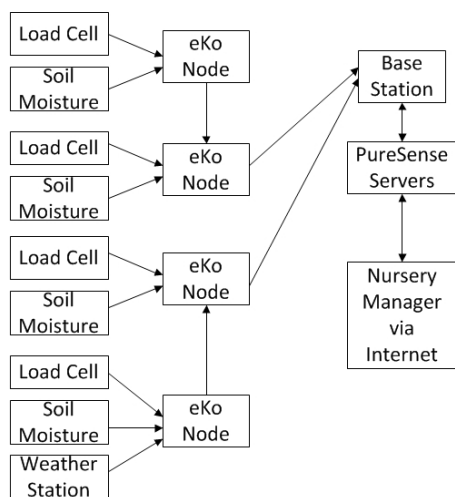 Load Cell
Soil
Moisture
eKo
Node
Load Cell
Soil
Moisture
eKo
Node
Load Cell
Soil
Moisture
eKo
Node
Load Cell
Soil
Moisture
Weather
Station
eKo
Node
Base
Station
PureSense
Servers
Nursery
Manager
via
Internet